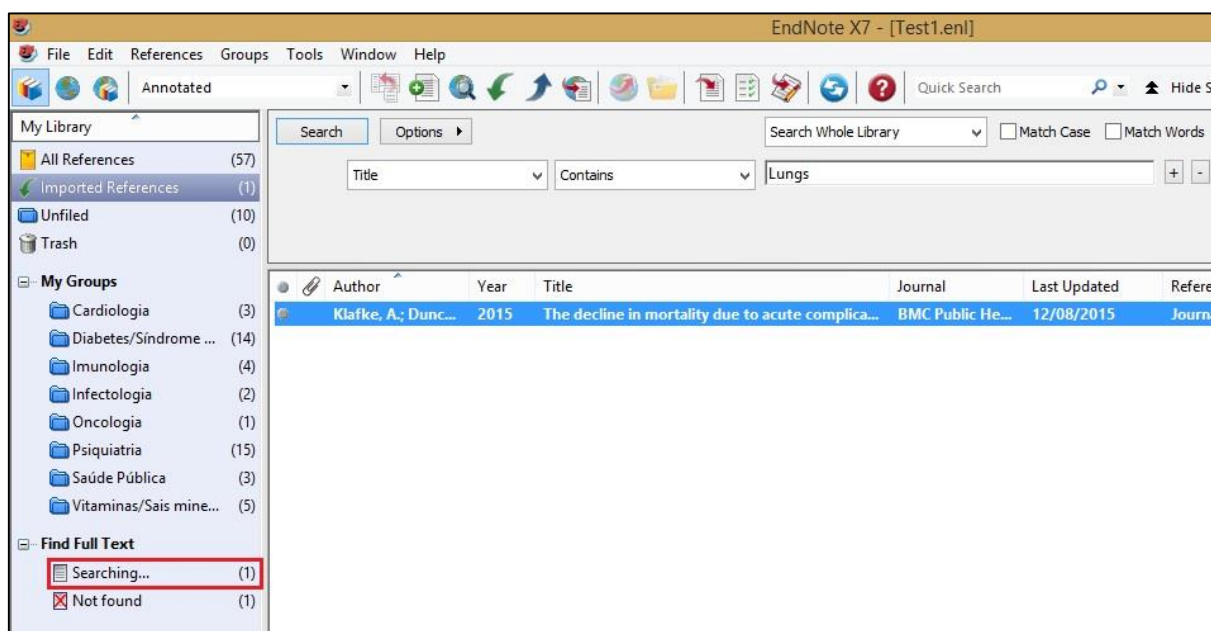 EndNote X7 - [Test1.enl]
File Edit References Groups Tools Window Help
Annotated Quick Search Hide S
My Library Search Options Search Whole Library Match Case Match Words
All References (57)
Title Contains Lungs + -
Imported References (1)
Unfiled (10)
Trash (0)
My Groups
Author Year Title Journal Last Updated Refere
Cardiologia (3)
Klafke, A.; Dunc... 2015 The decline in mortality due to acute complica... BMC Public He... 12/08/2015 Journ
Diabetes/Síndrome ... (14)
Imunologia (4)
Infectologia (2)
Oncologia (1)
Psiquiatria (15)
Saúde Pública (3)
Vitaminas/Sais mine... (5)
Find Full Text
Searching... (1)
Not found (1)